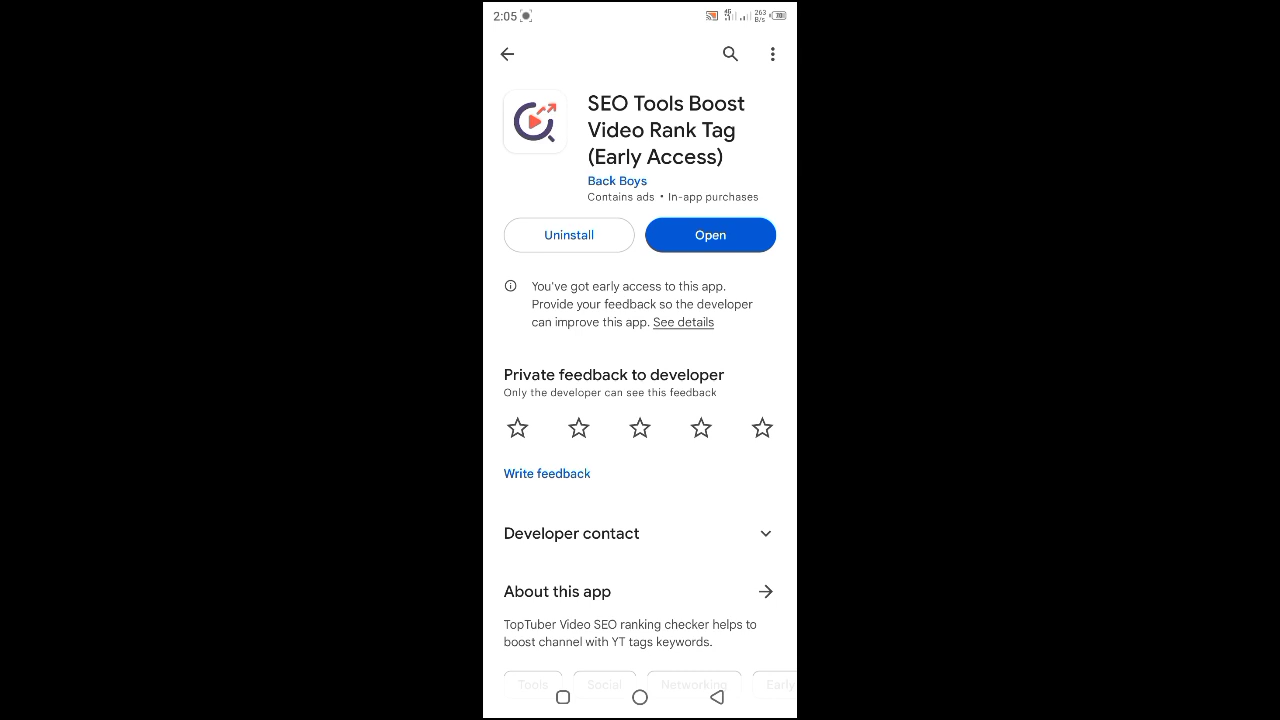 2:05
263
B/s
70
SEO Tools Boost
Video Rank Tag
(Early Access)
Back Boys
Contains ads • In-app purchases
Uninstall
Open
You've got early access to this app.
Provide your feedback so the developer
can improve this app. See details
Private feedback to developer
Only the developer can see this feedback
Write feedback
Developer contact
About this app
TopTuber Video SEO ranking checker helps to
boost channel with YT tags keywords.
Tools
Social
Networking
Early